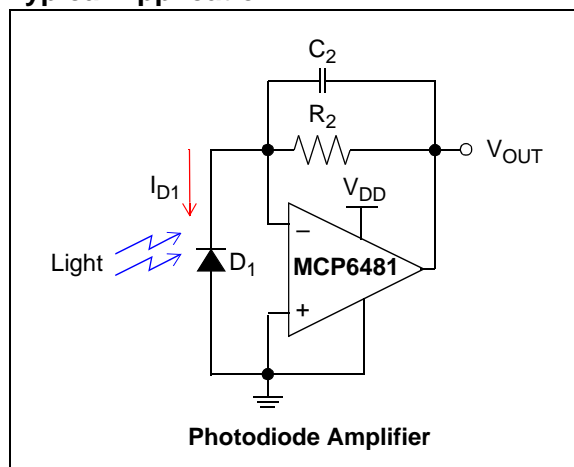 C2
R2
VOUT
VDD
ID1
−
MCP6481
Light
D1
+
Photodiode Amplifier